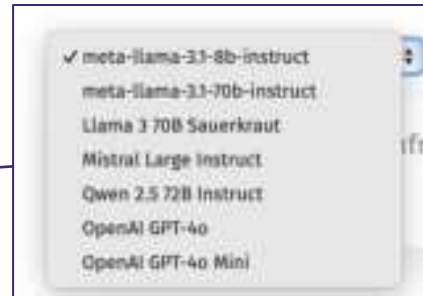 ✓ meta-llama-3.1-8b-instruct
meta-llama-3.1-70b-instruct
Llama 3 70B Sauerkraut
Mistral Large Instruct
Qwen 2.5 72B Instruct
OpenAI GPT-4o
OpenAI GPT-4o Mini